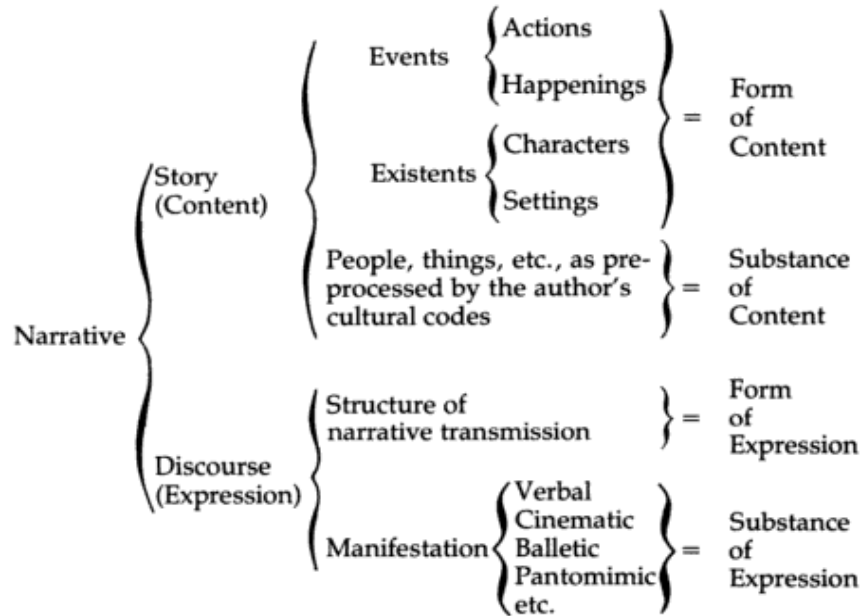 Events
Actions
Happenings
Existents
Characters
Settings
= Form
of
Content
Story
(Content)
People, things, etc., as pre-
processed by the author's
cultural codes
= Substance
of
Content
Narrative
Structure of
narrative transmission
= Form
of
Expression
Discourse
(Expression)
Manifestation
Verbal
Cinematic
Balletic
Pantomimic
etc.
= Substance
of
Expression